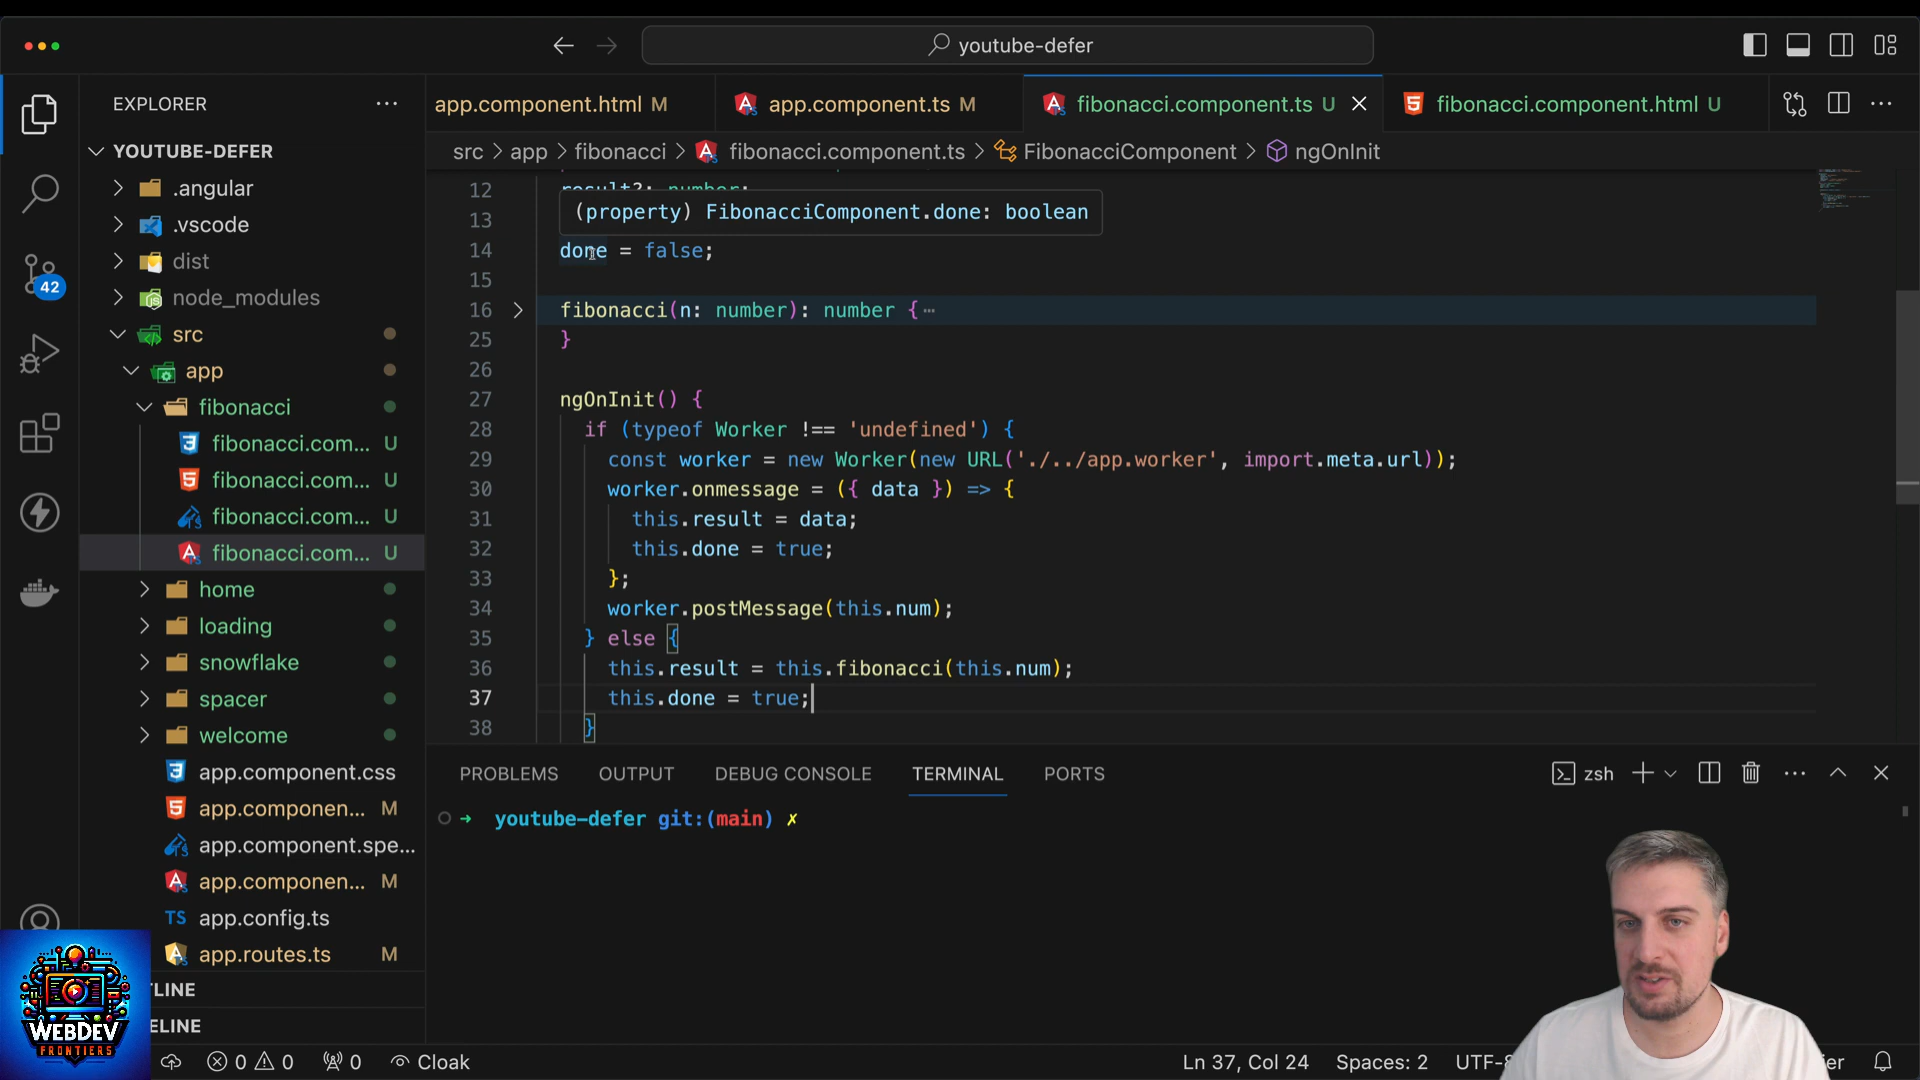 youtube-defer
EXPLORER
YOUTUBE-DEFER
.angular
.vscode
dist
node_modules
src
app
fibonacci
fibonacci.com... U
fibonacci.com... U
fibonacci.com... U
fibonacci.com... U
home
loading
snowflake
spacer
welcome
app.component.css
app.componen... M
app.component.spe...
app.componen... M
TS app.config.ts
app.routes.ts M
LINE
ELINE
42
app.component.html M
app.component.ts M
fibonacci.component.ts U
fibonacci.component.html U
src > app > fibonacci > fibonacci.component.ts > FibonacciComponent > ngOnInit
12 result?: number;
13
(property) FibonacciComponent.done: boolean
14 done = false;
15
16 fibonacci(n: number): number {⋯
25 }
26
27 ngOnInit() {
28 if (typeof Worker !== 'undefined') {
29 const worker = new Worker(new URL('./../app.worker', import.meta.url));
30 worker.onmessage = ({ data }) => {
31 this.result = data;
32 this.done = true;
33 };
34 worker.postMessage(this.num);
35 } else {
36 this.result = this.fibonacci(this.num);
37 this.done = true;
38 }
PROBLEMS OUTPUT DEBUG CONSOLE TERMINAL PORTS
zsh
➜ youtube-defer git:(main) ✗
WEBDEV
FRONTIERS
0 0 0 Cloak
Ln 37, Col 24 Spaces: 2 UTF-8